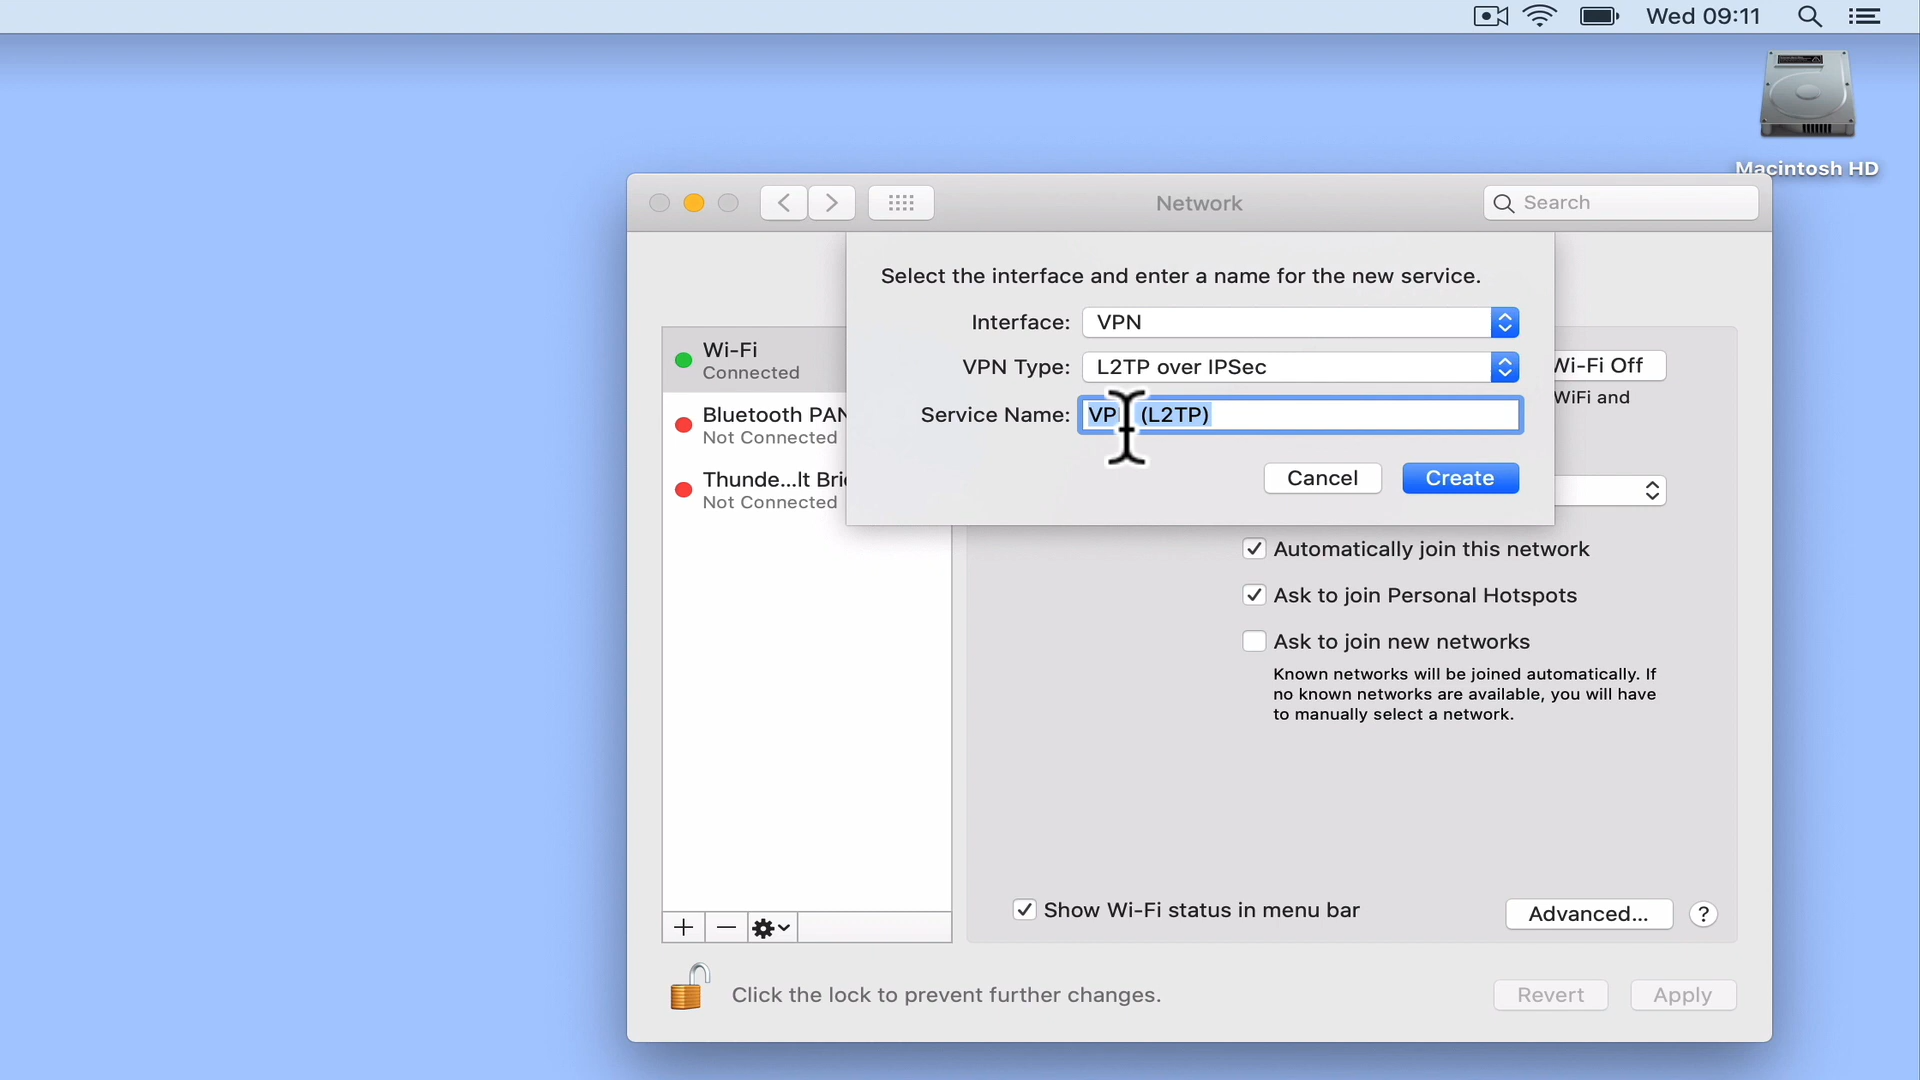 Wed 09:11
Macintosh HD
Network
Search
Select the interface and enter a name for the new service.
Interface: VPN
VPN Type: L2TP over IPSec
Service Name: VPN (L2TP)
Cancel
Create
Wi-Fi
Connected
Bluetooth PAN
Not Connected
Thunde...lt Bri
Not Connected
Wi-Fi Off
WiFi and
Automatically join this network
Ask to join Personal Hotspots
Ask to join new networks
Known networks will be joined automatically. If
no known networks are available, you will have
to manually select a network.
Show Wi-Fi status in menu bar
Advanced...
?
Click the lock to prevent further changes.
Revert
Apply